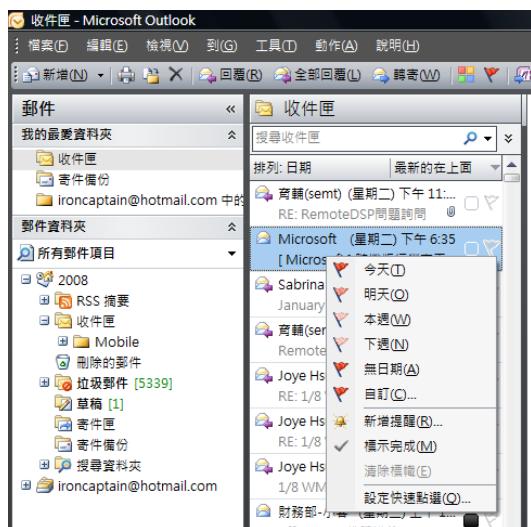 收件匣 - Microsoft Outlook
檔案(F) 編輯(E) 檢視(V) 到(G) 工具(T) 動作(A) 說明(H)
新增(N) 回覆(R) 全部回覆(L) 轉寄(W)
郵件 «
我的最愛資料夾
收件匣
寄件備份
ironcaptain@hotmail.com 中的
郵件資料夾
所有郵件項目
2008
RSS 摘要
收件匣
Mobile
刪除的郵件
垃圾郵件 [5339]
草稿 [1]
寄件匣
寄件備份
搜尋資料夾
ironcaptain@hotmail.com
收件匣
搜尋收件匣
排列: 日期 最新的在上面
育輔(semt) (星期二) 下午 11:...
RE: RemoteDSP問題詢問
Microsoft (星期二) 下午 6:35
[ Micros
Sabrina
January
育輔(ser
Remote
Joye Hs
RE: 1/8
Joye Hs
RE: 1/8
Joye Hs
1/8 WM
財務部-小
今天(T)
明天(O)
本週(W)
下週(N)
無日期(A)
自訂(C)...
新增提醒(R)...
標示完成(M)
清除標幟(E)
設定快速點選(Q)...